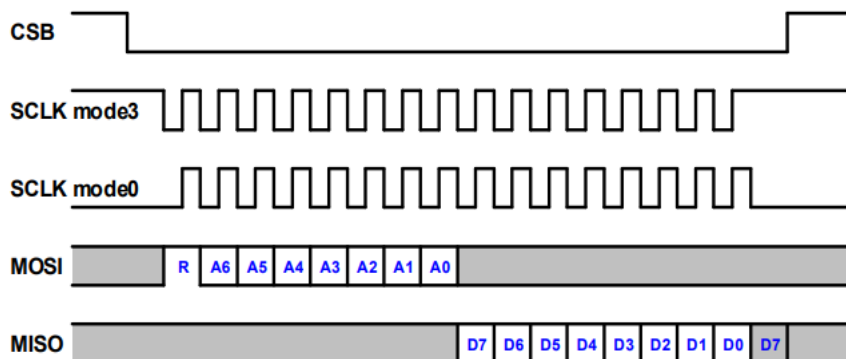 CSB
SCLK mode3
SCLK mode0
MOSI R A6 A5 A4 A3 A2 A1 A0
MISO D7 D6 D5 D4 D3 D2 D1 D0 D7